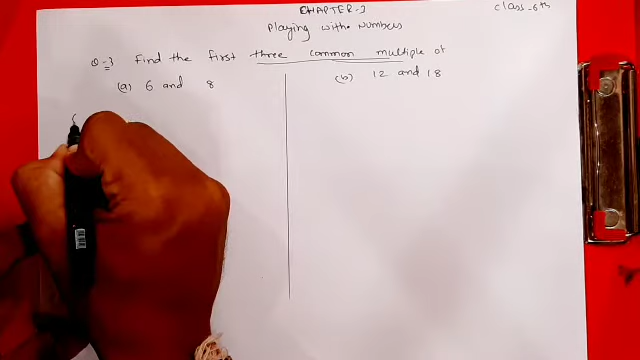 CHAPTER-3 class-6th
Playing withe Numbers
Q-3 Find the first three common multiple of
(a) 6 and 8
(b) 12 and 18